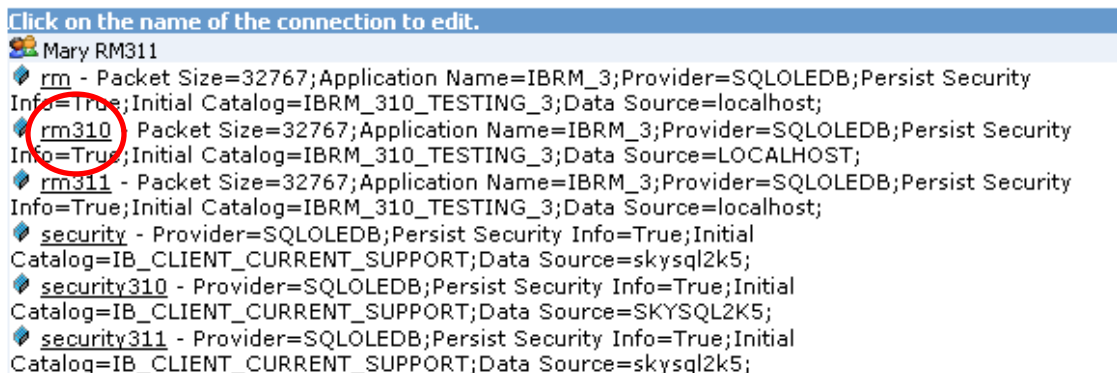 Click on the name of the connection to edit.
Mary RM311
rm - Packet Size=32767;Application Name=IBRM_3;Provider=SQLOLEDB;Persist Security
Info=True;Initial Catalog=IBRM_310_TESTING_3;Data Source=localhost;
rm310 - Packet Size=32767;Application Name=IBRM_3;Provider=SQLOLEDB;Persist Security
Info=True;Initial Catalog=IBRM_310_TESTING_3;Data Source=LOCALHOST;
rm311 - Packet Size=32767;Application Name=IBRM_3;Provider=SQLOLEDB;Persist Security
Info=True;Initial Catalog=IBRM_310_TESTING_3;Data Source=localhost;
security - Provider=SQLOLEDB;Persist Security Info=True;Initial
Catalog=IB_CLIENT_CURRENT_SUPPORT;Data Source=skysql2k5;
security310 - Provider=SQLOLEDB;Persist Security Info=True;Initial
Catalog=IB_CLIENT_CURRENT_SUPPORT;Data Source=SKYSQL2K5;
security311 - Provider=SQLOLEDB;Persist Security Info=True;Initial
Catalog=IB_CLIENT_CURRENT_SUPPORT;Data Source=skysql2k5;